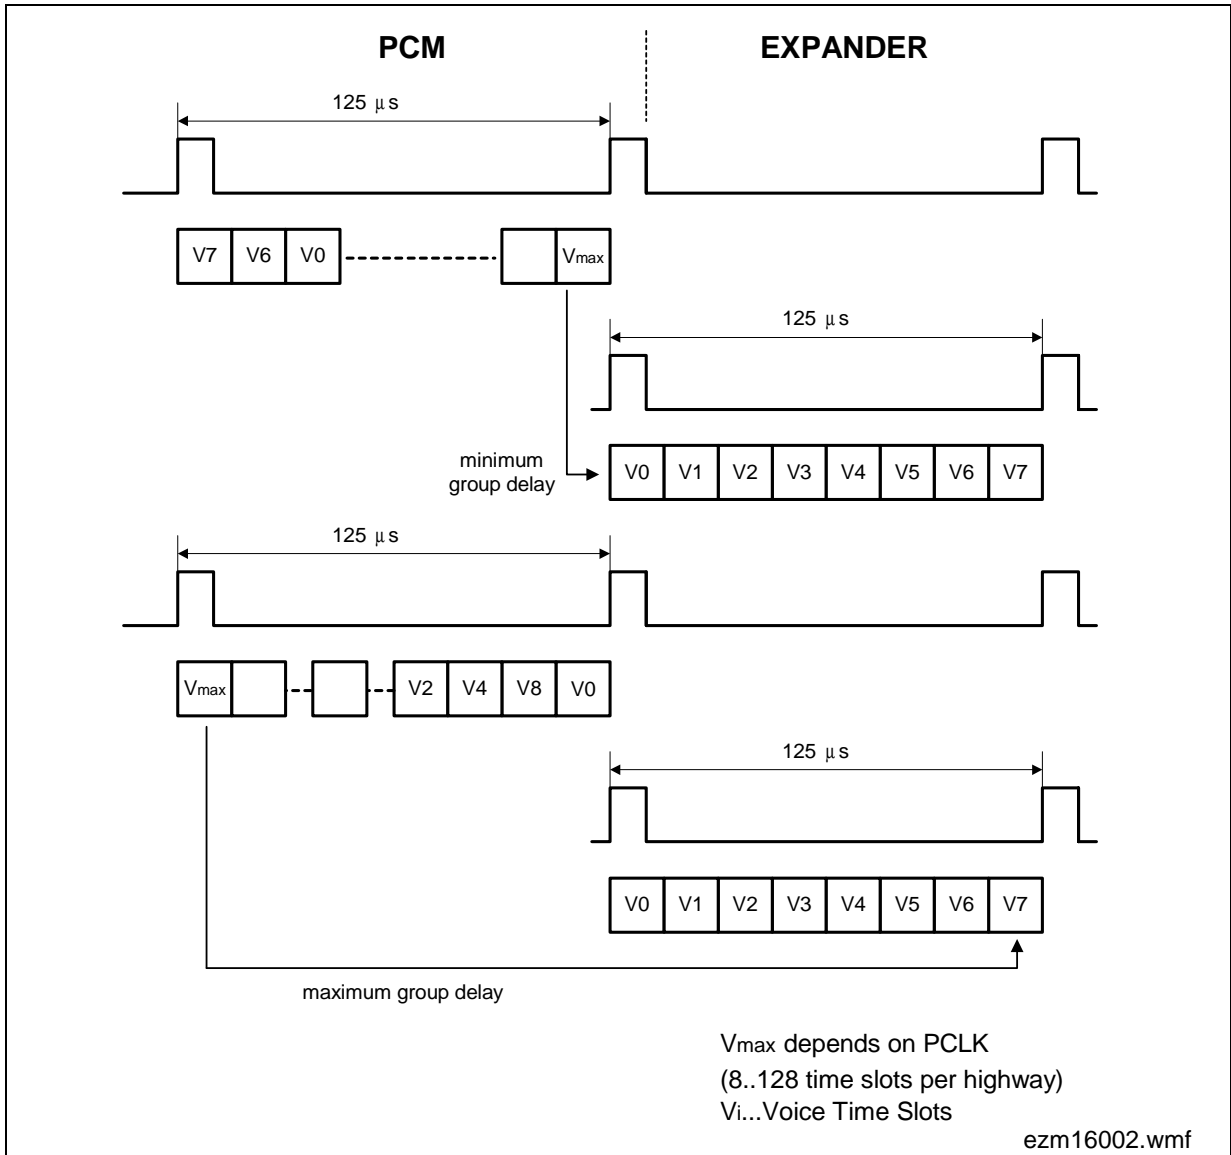 PCM EXPANDER
125 μs
V7 V6 V0 Vmax
125 μs
minimum
group delay
V0 V1 V2 V3 V4 V5 V6 V7
125 μs
Vmax V2 V4 V8 V0
125 μs
V0 V1 V2 V3 V4 V5 V6 V7
maximum group delay
Vmax depends on PCLK
(8..128 time slots per highway)
Vi...Voice Time Slots
ezm16002.wmf